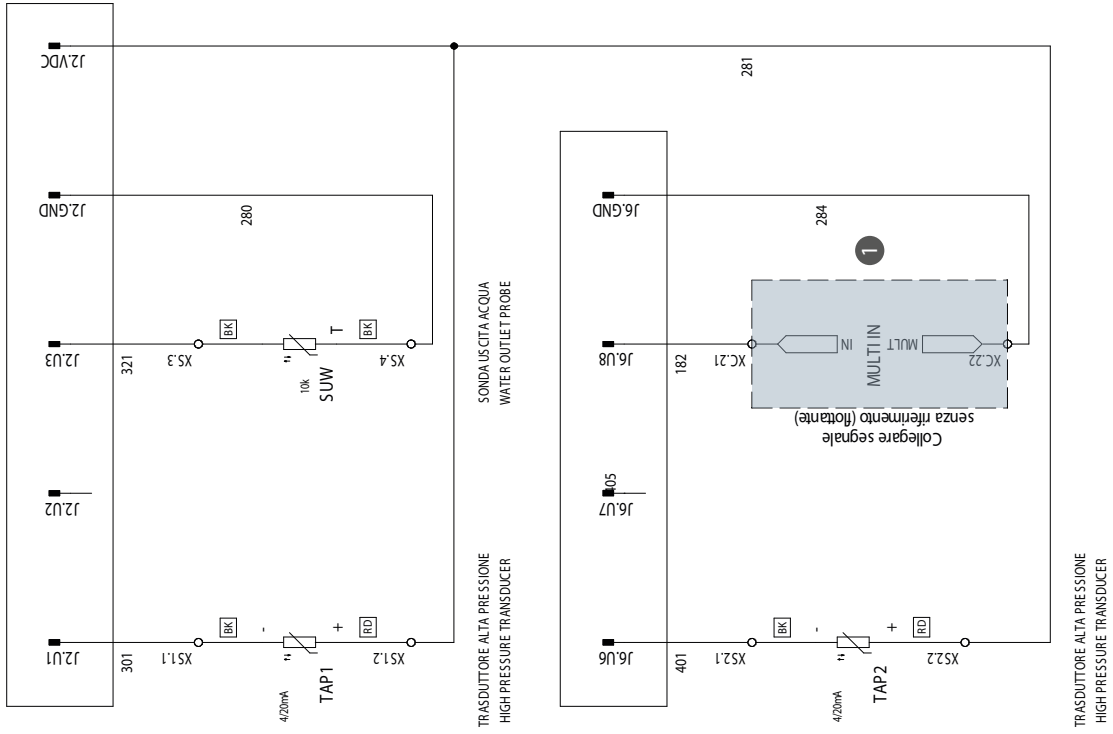 J2.VDC
281
J2.GND
280
J2.U3
321
XS.3
BK
10k
SUW
T
BK
XS.4
SONDA USCITA ACQUA
WATER OUTLET PROBE
J2.U2
J2.U1
301
XS1.1
BK
-
4/20mA
TAP1
+
RD
XS1.2
TRASDUTTORE ALTA PRESSIONE
HIGH PRESSURE TRANSDUCER
J6.GND
284
1
J6.U8
182
XC.21
IN
MULTI IN
MULT
XC.22
Collegare segnale
senza riferimento (flottante)
405
J6.U7
J6.U6
401
XS2.1
BK
-
4/20mA
TAP2
+
RD
XS2.2
TRASDUTTORE ALTA PRESSIONE
HIGH PRESSURE TRANSDUCER